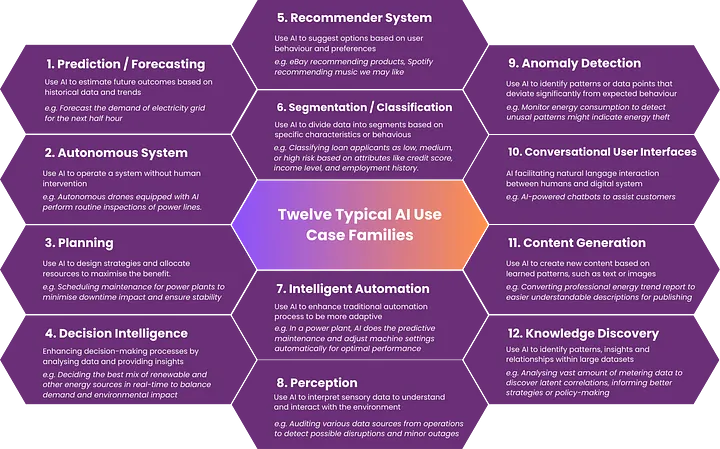 1. Prediction / Forecasting
Use AI to estimate future outcomes based on
historical data and trends
e.g. Forecast the demand of electricity grid
for the next half hour
2. Autonomous System
Use AI to operate a system without human
intervention
e.g. Autonomous drones equipped with AI
perform routine inspections of power lines.
3. Planning
Use AI to design strategies and allocate
resources to maximise the benefit.
e.g. Scheduling maintenance for power plants to
minimise downtime impact and ensure stability
4. Decision Intelligence
Enhancing decision-making processes by
analysing data and providing insights
e.g. Deciding the best mix of renewable and
other energy sources in real-time to balance
demand and environmental impact
5. Recommender System
Use AI to suggest options based on user
behaviour and preferences
e.g. eBay recommending products, Spotify
recommending music we may like
6. Segmentation / Classification
Use AI to divide data into segments based on
specific characteristics or behavious
e.g. Classifying loan applicants as low, medium,
or high risk based on attributes like credit score,
income level, and employment history.
Twelve Typical AI Use
Case Families
7. Intelligent Automation
Use AI to enhance traditional automation
process to be more adaptive
e.g. In a power plant, AI does the predictive
maintenance and adjust machine settings
automatically for optimal performance
8. Perception
Use AI to interpret sensory data to understand
and interact with the environment
e.g. Auditing various data sources from operations
to detect possible disruptions and minor outages
9. Anomaly Detection
Use AI to identify patterns or data points that
deviate significantly from expected behaviour
e.g. Monitor energy consumption to detect
unusual patterns might indicate energy theft
10. Conversational User Interfaces
AI facilitating natural langage interaction
between humans and digital system
e.g. AI-powered chatbots to assist customers
11. Content Generation
Use AI to create new content based on
learned patterns, such as text or images
e.g. Converting professional energy trend report to
easier understandable descriptions for publishing
12. Knowledge Discovery
Use AI to identify patterns, insights and
relationships within large datasets
e.g. Analysing vast amount of metering data to
discover latent correlations, informing better
strategies or policy-making